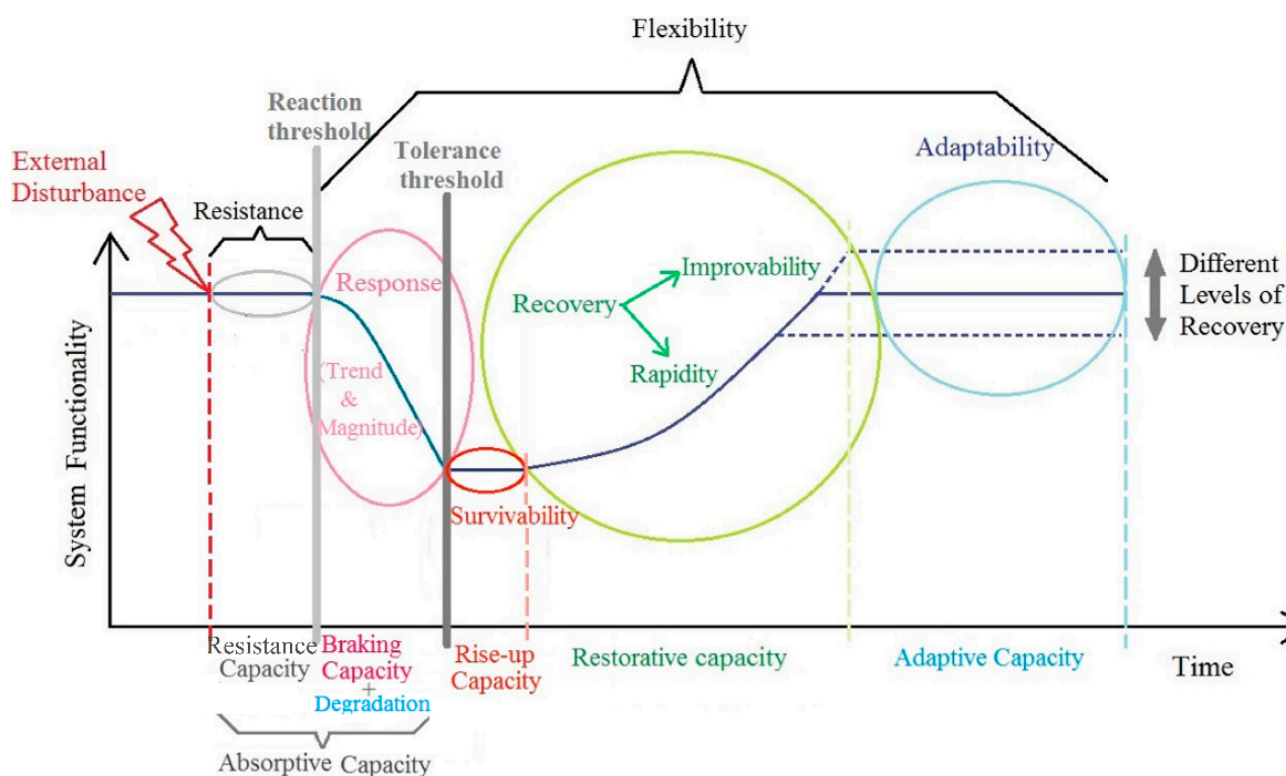 Flexibility
Reaction
threshold
Tolerance
threshold
External
Disturbance
Resistance
Adaptability
Response
(Trend
&
Magnitude)
Improvability
Recovery
Rapidity
Different
Levels of
Recovery
Survivability
System Functionality
Resistance
Capacity
Braking
Capacity
+
Degradation
Rise-up
Capacity
Restorative capacity
Adaptive Capacity
Time
Absorptive Capacity